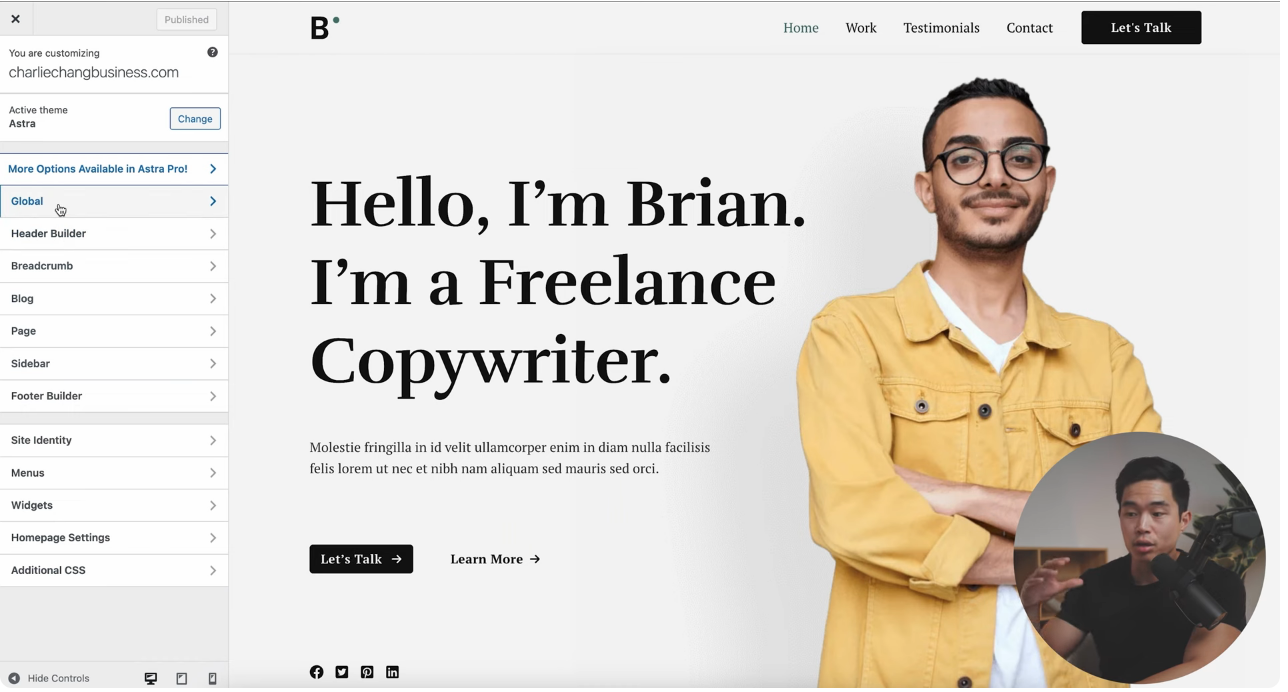 Published
You are customizing
charliechangbusiness.com
Active theme
Astra
Change
More Options Available in Astra Pro!
Global
Header Builder
Breadcrumb
Blog
Page
Sidebar
Footer Builder
Site Identity
Menus
Widgets
Homepage Settings
Additional CSS
Hide Controls
B
Home Work Testimonials Contact Let's Talk
Hello, I’m Brian.
I’m a Freelance
Copywriter.
Molestie fringilla in id velit ullamcorper enim in diam nulla facilisis
felis lorem ut nec et nibh nam aliquam sed mauris sed orci.
Let’s Talk → Learn More →